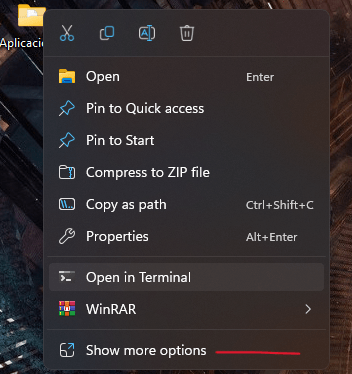 Aplicacio
Open Enter
Pin to Quick access
Pin to Start
Compress to ZIP file
Copy as path Ctrl+Shift+C
Properties Alt+Enter
Open in Terminal
WinRAR
Show more options